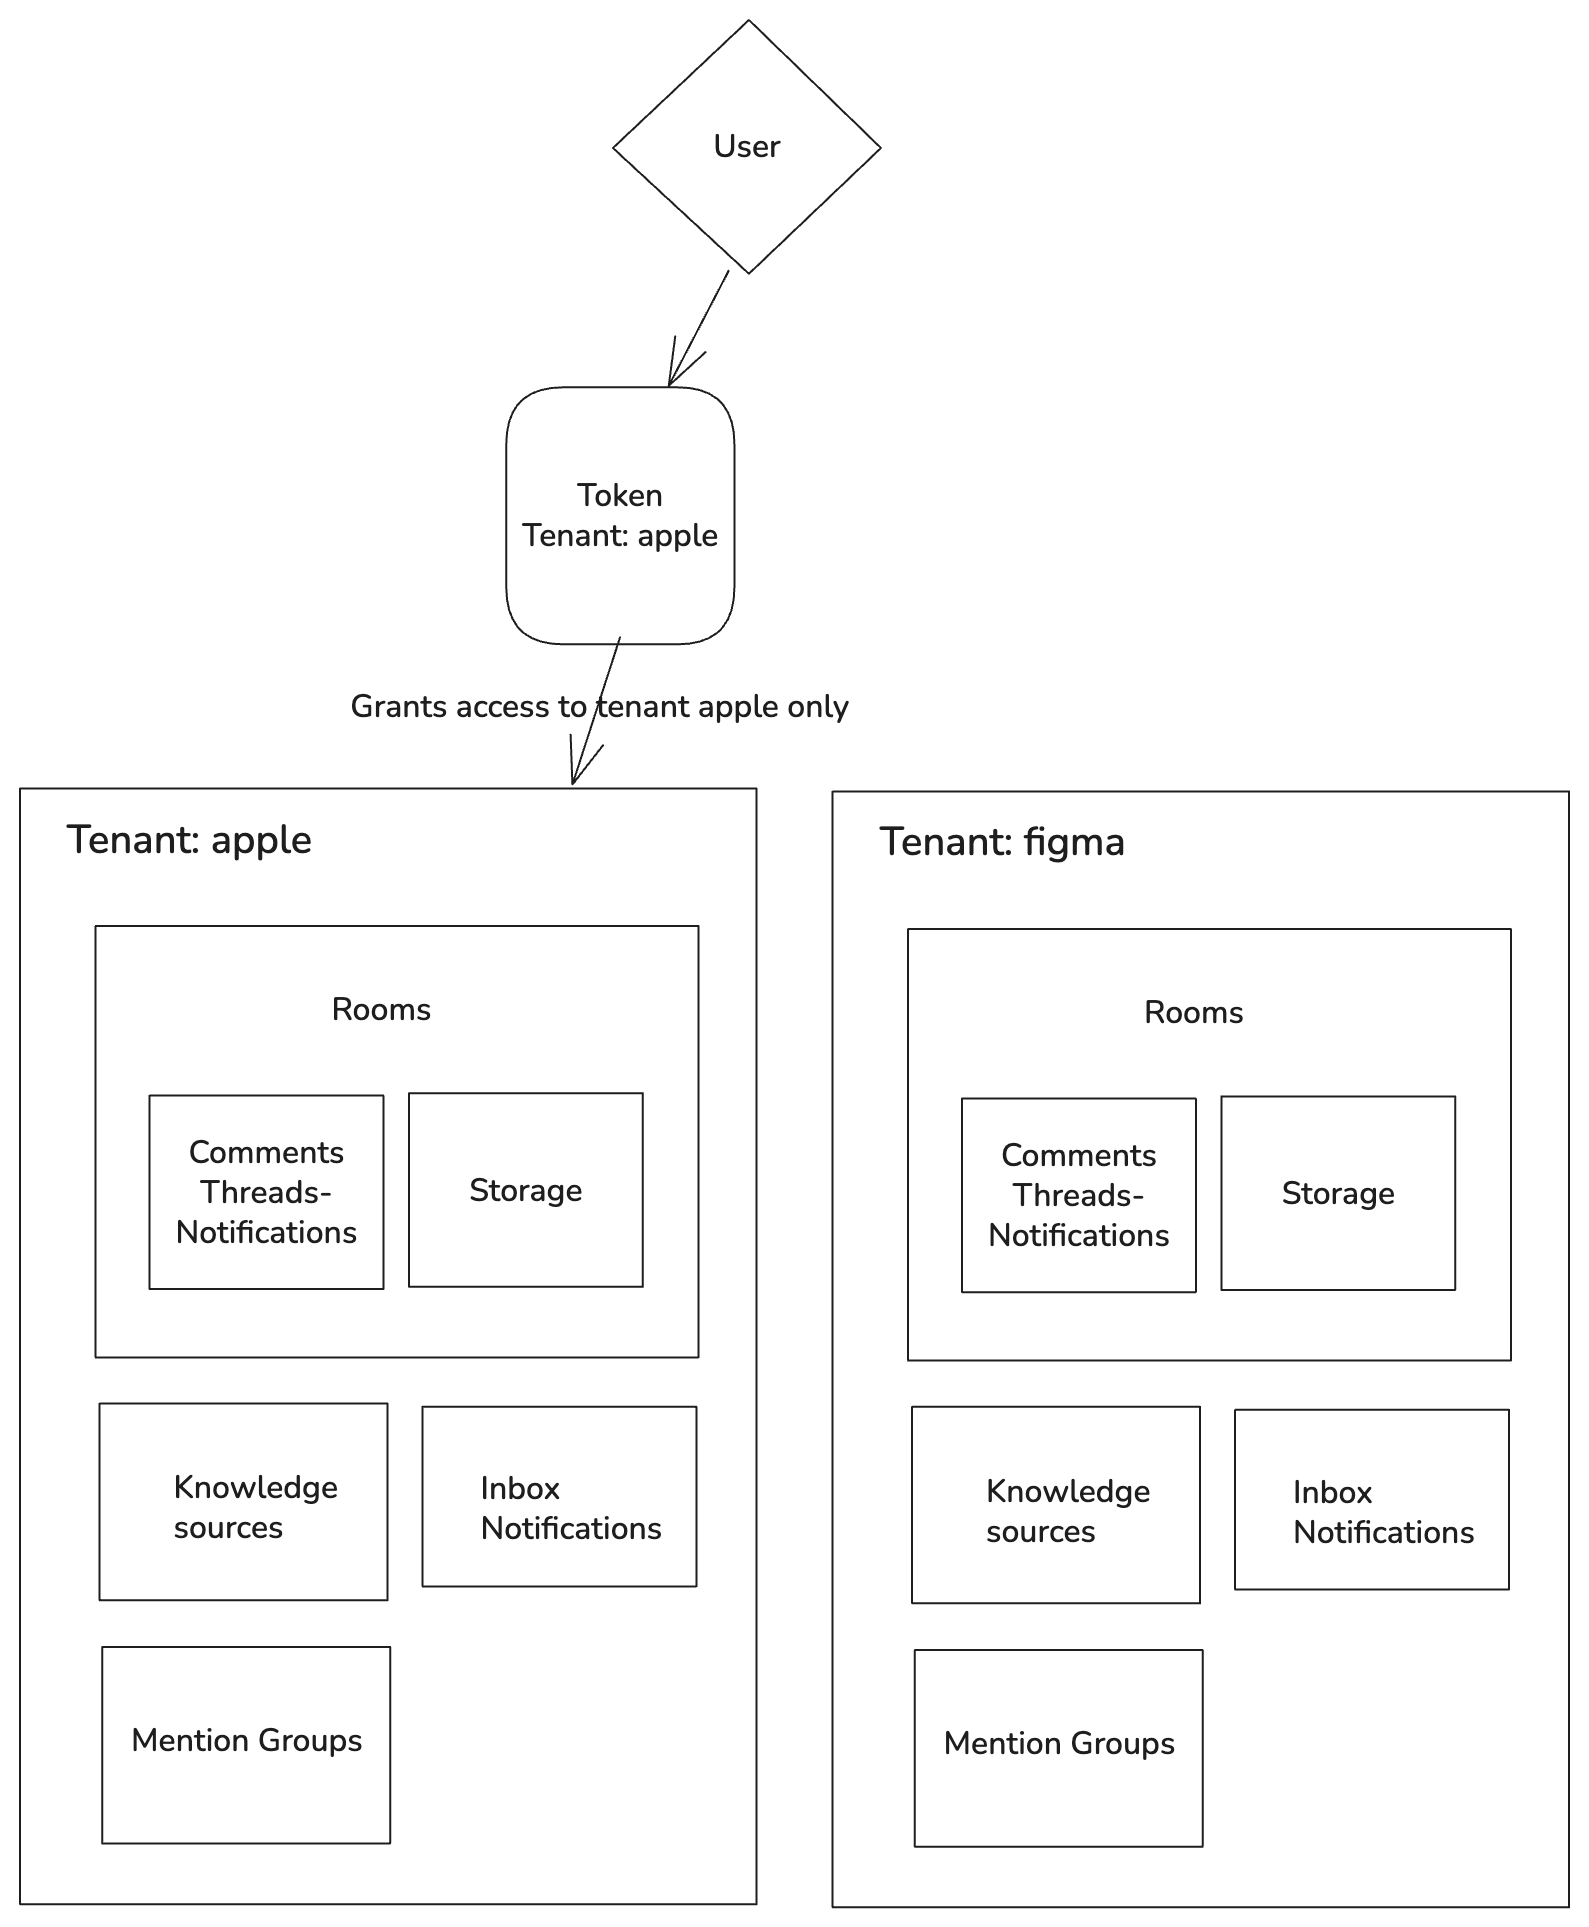 User
Token
Tenant: apple
Grants access to tenant apple only
Tenant: apple
Rooms
Comments
Threads-
Notifications
Storage
Knowledge
sources
Inbox
Notifications
Mention Groups
Tenant: figma
Rooms
Comments
Threads-
Notifications
Storage
Knowledge
sources
Inbox
Notifications
Mention Groups